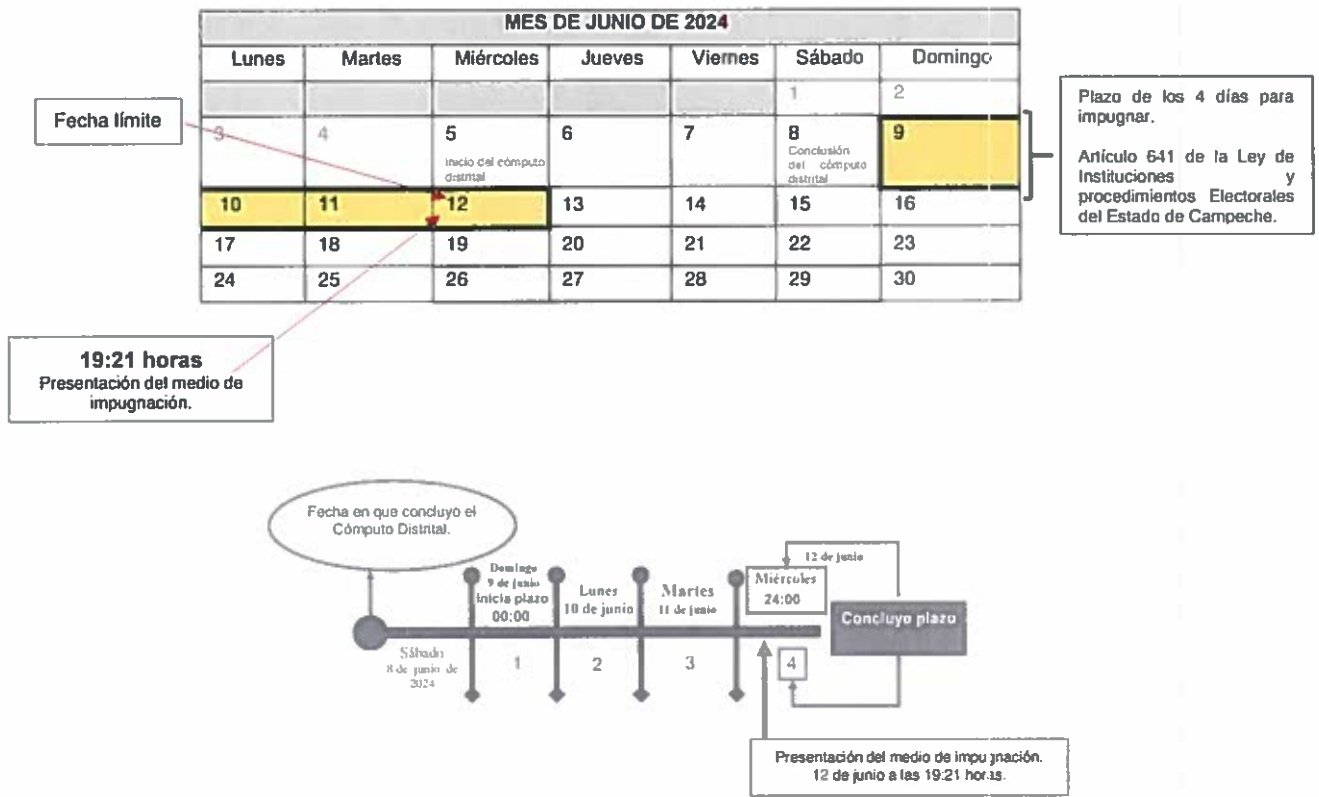 MES DE JUNIO DE 2024
Lunes Martes Miércoles Jueves Viernes Sábado Domingo
1 2
Fecha límite
3 4 5 6 7 8 9
Inicio del cómputo
distrital
Conclusión
del cómputo
distrital
10 11 12 13 14 15 16
17 18 19 20 21 22 23
24 25 26 27 28 29 30
Plazo de los 4 días para
impugnar.
Artículo 641 de la Ley de
Instituciones y
procedimientos Electorales
del Estado de Campeche.
19:21 horas
Presentación del medio de
impugnación.
Fecha en que concluyo el
Cómputo Distrital.
Sábado
8 de junio de
2024
Domingo
9 de junio
Inicia plazo
00:00
1
Lunes
10 de junio
2
Martes
11 de junio
3
12 de junio
Miércoles
24:00
4
Concluyo plazo
Presentación del medio de impugnación.
12 de junio a las 19:21 horas.